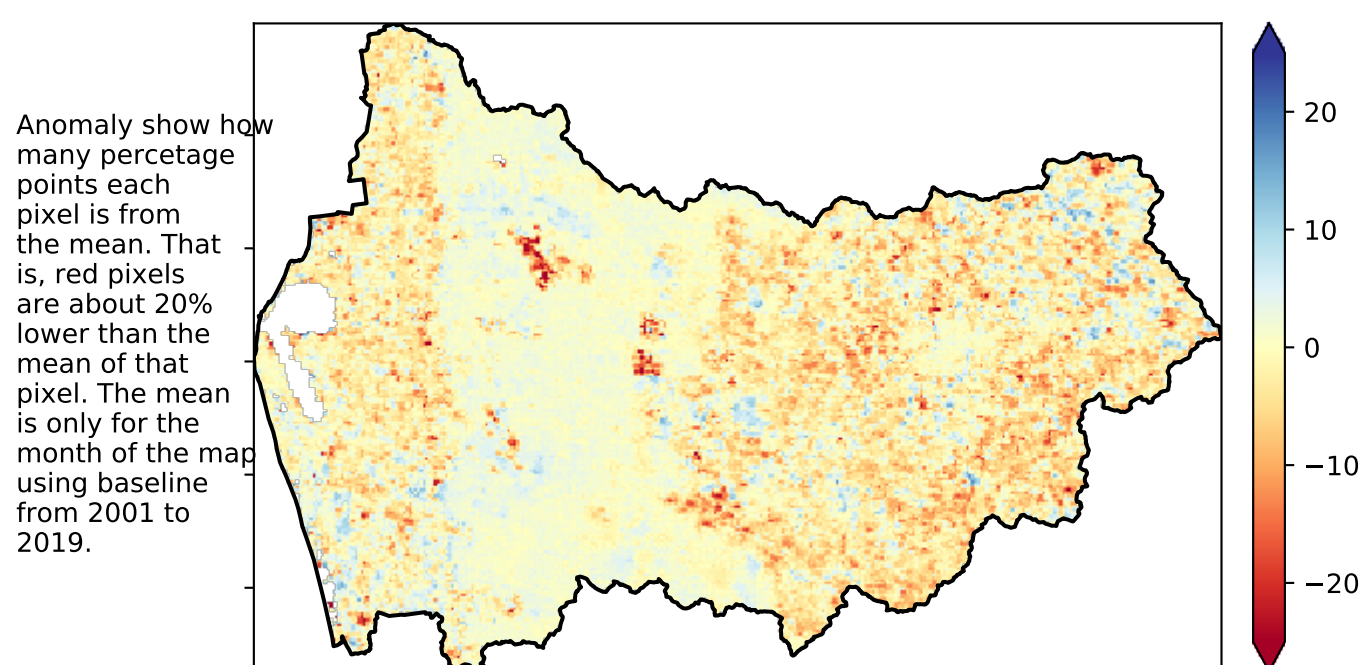 Anomaly show how
many percetage
points each
pixel is from
the mean. That
is, red pixels
are about 20%
lower than the
mean of that
pixel. The mean
is only for the
month of the map
using baseline
from 2001 to
2019.
20
10
0
−10
−20